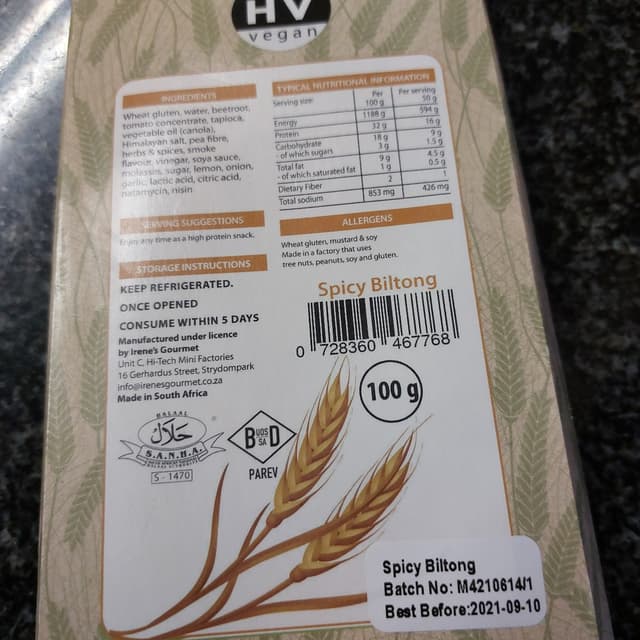 HV
vegan
INGREDIENTS
Wheat gluten, water, beetroot,
tomato concentrate, tapioca,
vegetable oil (canola),
Himalayan salt, pea fibre,
herbs & spices, smoke
flavour, vinegar, soya sauce,
molasses, sugar, lemon, onion,
garlic, lactic acid, citric acid,
natamycin, nisin
SERVING SUGGESTIONS
Enjoy any time as a high protein snack.
STORAGE INSTRUCTIONS
KEEP REFRIGERATED.
ONCE OPENED
CONSUME WITHIN 5 DAYS
Manufactured under licence
by Irene's Gourmet
Unit C, Hi-Tech Mini Factories
16 Gerhardus Street, Strydompark
info@irenesgourmet.co.za
Made in South Africa
TYPICAL NUTRITIONAL INFORMATION
Serving size: Per 100 g Per serving 50 g
Energy 1188 g 594 g
Protein 32 g 16 g
Carbohydrate 18 g 9 g
- of which sugars 3 g 1.5 g
Total fat 9 g 4.5 g
- of which saturated fat 1 g 0.5 g
Dietary Fiber 2 1
Total sodium 853 mg 426 mg
ALLERGENS
Wheat gluten, mustard & soy
Made in a factory that uses
tree nuts, peanuts, soy and gluten.
Spicy Biltong
0 728360 467768
100 g
HALAAL
حلال
S.A.N.H.A.
S - 1470
B UOS SA D
PAREV
Spicy Biltong
Batch No: M4210614/1
Best Before:2021-09-10